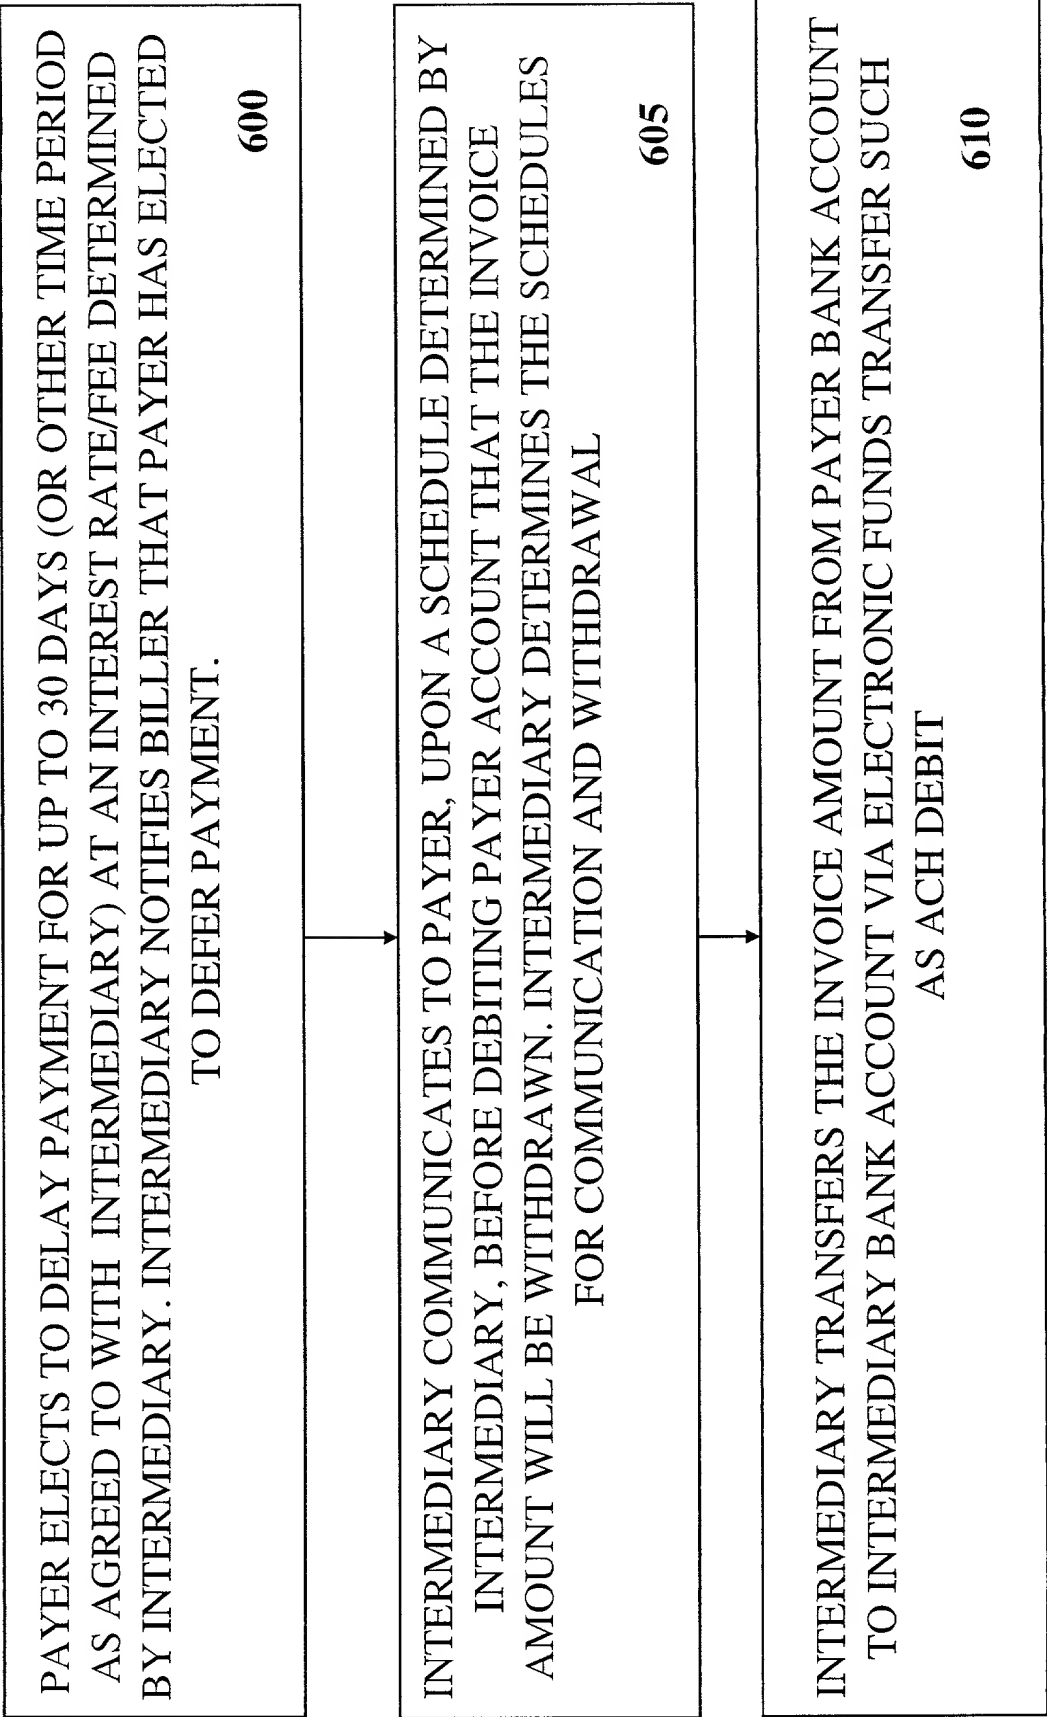 PAYER ELECTS TO DELAY PAYMENT FOR UP TO 30 DAYS (OR OTHER TIME PERIOD
AS AGREED TO WITH INTERMEDIARY) AT AN INTEREST RATE/FEE DETERMINED
BY INTERMEDIARY. INTERMEDIARY NOTIFIES BILLER THAT PAYER HAS ELECTED
TO DEFER PAYMENT.
600
INTERMEDIARY COMMUNICATES TO PAYER, UPON A SCHEDULE DETERMINED BY
INTERMEDIARY, BEFORE DEBITING PAYER ACCOUNT THAT THE INVOICE
AMOUNT WILL BE WITHDRAWN. INTERMEDIARY DETERMINES THE SCHEDULES
FOR COMMUNICATION AND WITHDRAWAL
605
INTERMEDIARY TRANSFERS THE INVOICE AMOUNT FROM PAYER BANK ACCOUNT
TO INTERMEDIARY BANK ACCOUNT VIA ELECTRONIC FUNDS TRANSFER SUCH
AS ACH DEBIT
610